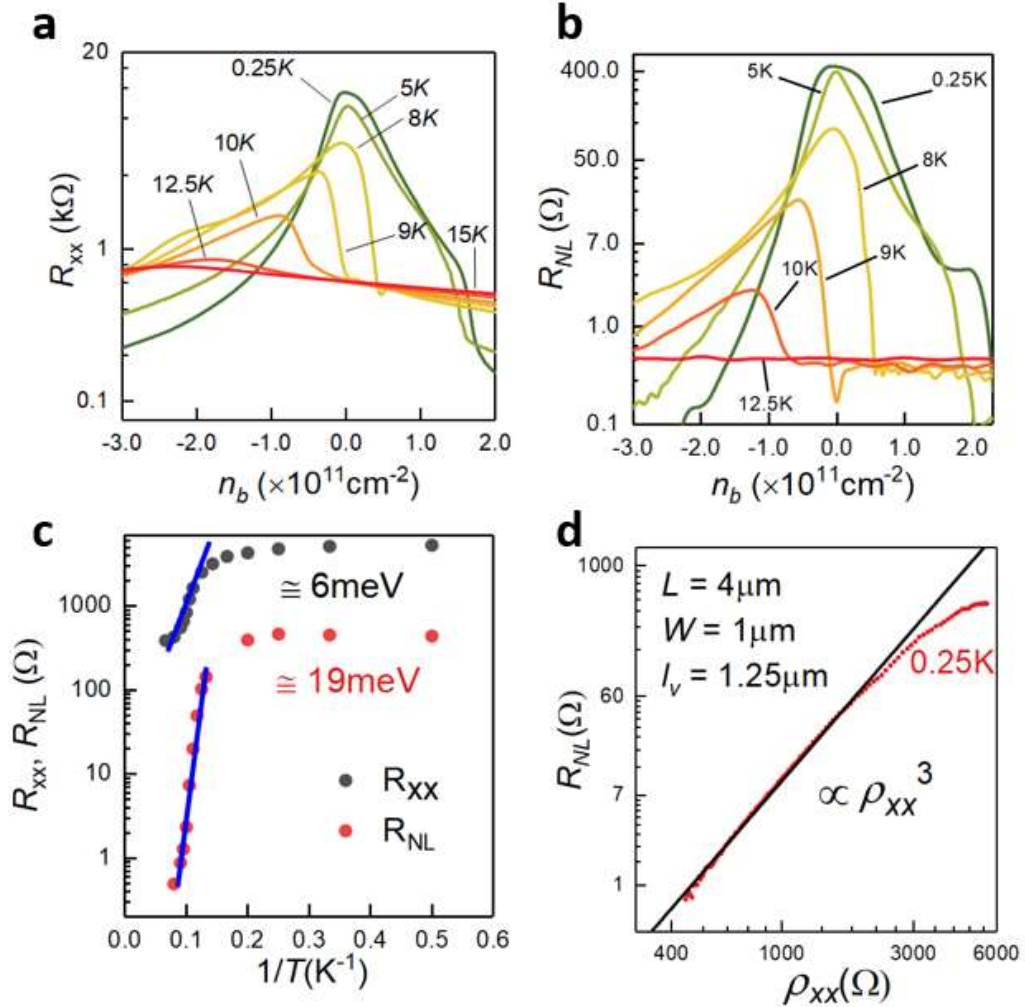 a
20
1
0.1
R_xx (kΩ)
0.25K
5K
8K
10K
12.5K
9K
15K
-3.0 -2.0 -1.0 0.0 1.0 2.0
n_b (×10^11cm^-2)
b
400.0
50.0
7.0
1.0
0.1
R_NL (Ω)
5K
0.25K
8K
9K
10K
12.5K
-3.0 -2.0 -1.0 0.0 1.0 2.0
n_b (×10^11cm^-2)
c
1000
100
10
1
R_xx, R_NL (Ω)
≅ 6meV
≅ 19meV
R_xx
R_NL
0.0 0.1 0.2 0.3 0.4 0.5 0.6
1/T(K^-1)
d
1000
60
7
1
R_NL(Ω)
L = 4μm
W = 1μm
l_v = 1.25μm
0.25K
∝ ρ_xx^3
400 1000 3000 6000
ρ_xx(Ω)